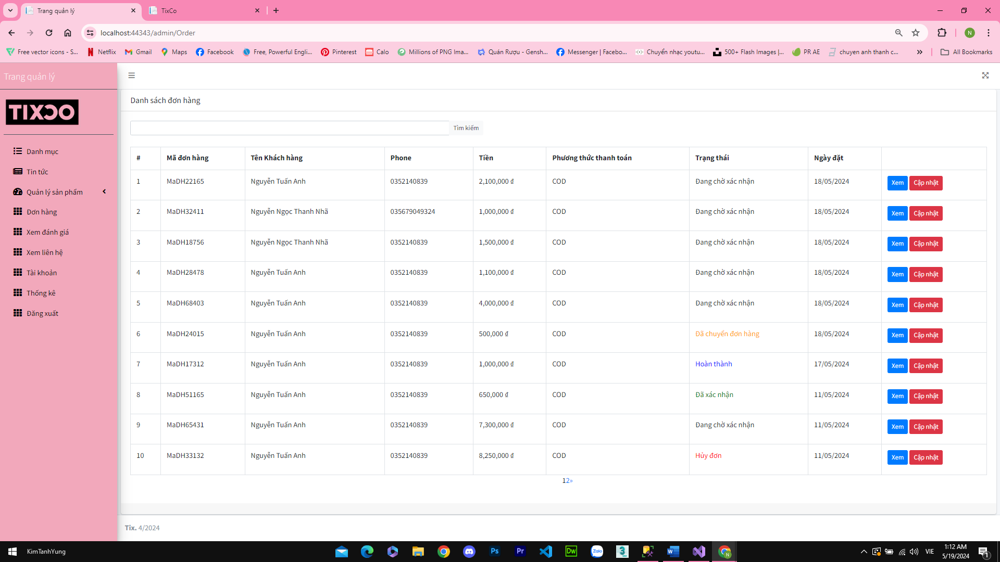 Trang quản lý
TixCo
localhost:44343/admin/Order
Free vector icons - S...
Netflix
Gmail
Maps
Facebook
Free, Powerful Engli...
Pinterest
Calo
Millions of PNG Ima...
Quán Rượu - Gensh...
Messenger | Facebo...
Chuyển nhạc youtu...
500+ Flash Images |...
PR AE
chuyen anh thanh c...
All Bookmarks
Trang quản lý
TIXCO
Danh mục
Tin tức
Quản lý sản phẩm
Đơn hàng
Xem đánh giá
Xem liên hệ
Tài khoản
Thống kê
Đăng xuất
Danh sách đơn hàng
Tìm kiếm
# Mã đơn hàng Tên Khách hàng Phone Tiền Phương thức thanh toán Trạng thái Ngày đặt
1 MaDH22165 Nguyễn Tuấn Anh 0352140839 2,100,000 ₫ COD Đang chờ xác nhận 18/05/2024 Xem Cập nhật
2 MaDH32411 Nguyễn Ngọc Thanh Nhã 035679049324 1,000,000 ₫ COD Đang chờ xác nhận 18/05/2024 Xem Cập nhật
3 MaDH18756 Nguyễn Ngọc Thanh Nhã 0352140839 1,500,000 ₫ COD Đang chờ xác nhận 18/05/2024 Xem Cập nhật
4 MaDH28478 Nguyễn Tuấn Anh 0352140839 1,100,000 ₫ COD Đang chờ xác nhận 18/05/2024 Xem Cập nhật
5 MaDH68403 Nguyễn Tuấn Anh 0352140839 4,000,000 ₫ COD Đang chờ xác nhận 18/05/2024 Xem Cập nhật
6 MaDH24015 Nguyễn Tuấn Anh 0352140839 500,000 ₫ COD Đã chuyển đơn hàng 18/05/2024 Xem Cập nhật
7 MaDH17312 Nguyễn Tuấn Anh 0352140839 1,000,000 ₫ COD Hoàn thành 17/05/2024 Xem Cập nhật
8 MaDH51165 Nguyễn Tuấn Anh 0352140839 650,000 ₫ COD Đã xác nhận 11/05/2024 Xem Cập nhật
9 MaDH65431 Nguyễn Tuấn Anh 0352140839 7,300,000 ₫ COD Đang chờ xác nhận 11/05/2024 Xem Cập nhật
10 MaDH33132 Nguyễn Tuấn Anh 0352140839 8,250,000 ₫ COD Hủy đơn 11/05/2024 Xem Cập nhật
12»
Tix. 4/2024
KimTanhYung
VIE
1:12 AM
5/19/2024